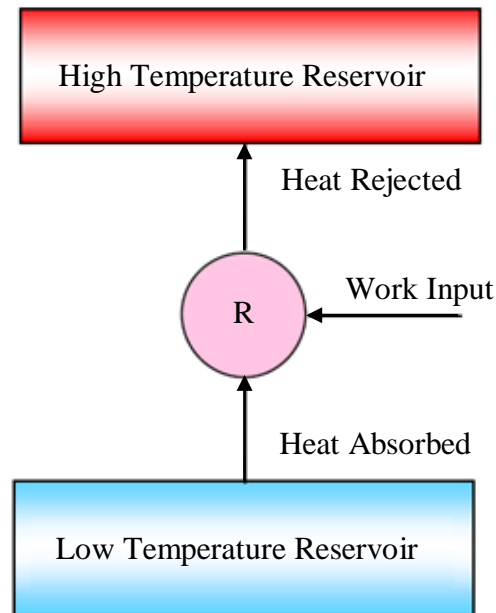 High Temperature Reservoir
Heat Rejected
Work Input
R
Heat Absorbed
Low Temperature Reservoir